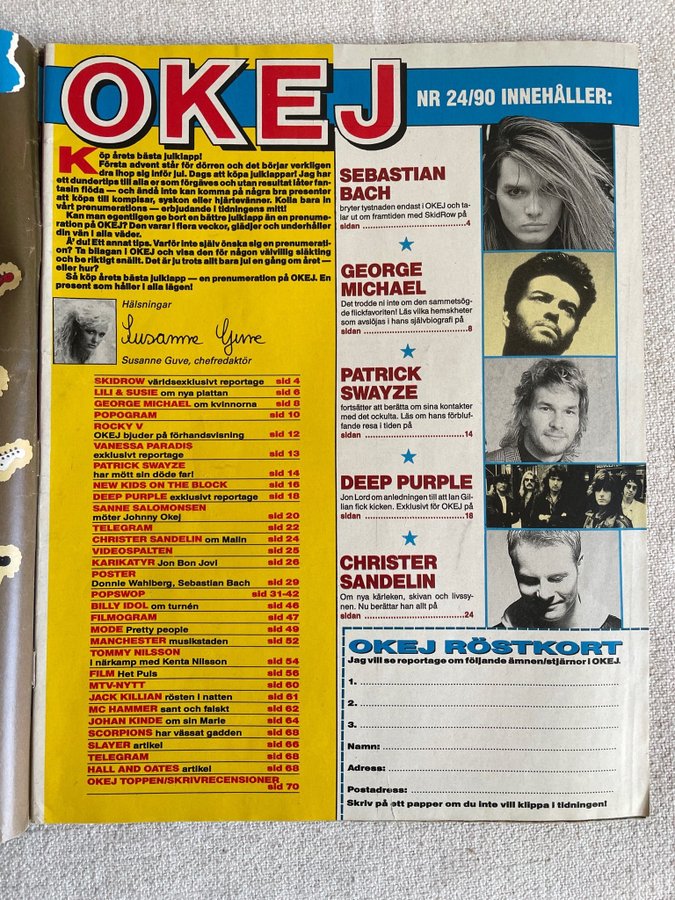 OKEJ
NR 24/90 INNEHÅLLER:
Köp årets bästa julklapp!
Första advent står för dörren och det börjar verkligen
dra ihop sig inför jul. Dags att köpa julklappar! Jag har
ett dundertips till alla er som förgäves och utan resultat låter fan-
tasin flöda — och ändå inte kan komma på några bra presenter
att köpa till kompisar, syskon eller hjärtevänner. Kolla bara in
vårt prenumerations — erbjudande i tidningens mitt!
Kan man egentligen ge bort en bättre julklapp än en prenume-
ration på OKEJ? Den varar i flera veckor, glädjer och underhåller
din vän i alla väder.
Å' du! Ett annat tips. Varför inte själv önska sig en prenumerati-
on? Ta bilagan i OKEJ och visa den för någon välvillig släkting
och be riktigt snällt. Det är ju trots allt bara jul en gång om året —
eller hur?
Så köp årets bästa julklapp — en prenumeration på OKEJ. En
present som håller i alla lägen!
Hälsningar
Susanne Guve
Susanne Guve, chefredaktör
SKIDROW världsexklusivt reportage sid 4
LILI & SUSIE om nya plattan sid 6
GEORGE MICHAEL om kvinnorna sid 8
POPOGRAM sid 10
ROCKY V
OKEJ bjuder på förhandsvisning sid 12
VANESSA PARADIS
exklusivt reportage sid 13
PATRICK SWAYZE
har mött sin döde far! sid 14
NEW KIDS ON THE BLOCK sid 16
DEEP PURPLE exklusivt reportage sid 18
SANNE SALOMONSEN
möter Johnny Okej sid 20
TELEGRAM sid 22
CHRISTER SANDELIN om Malin sid 24
VIDEOSPALTEN sid 25
KARIKATYR Jon Bon Jovi sid 26
POSTER
Donnie Wahlberg, Sebastian Bach sid 29
POPSWOP sid 31-42
BILLY IDOL om turnén sid 46
FILMOGRAM sid 47
MODE Pretty people sid 49
MANCHESTER musikstaden sid 52
TOMMY NILSSON
I närkamp med Kenta Nilsson sid 54
FILM Het Puls sid 56
MTV-NYTT sid 60
JACK KILLIAN rösten i natten sid 61
MC HAMMER sant och falskt sid 62
JOHAN KINDE om sin Marie sid 64
SCORPIONS har vässat gadden sid 68
SLAYER artikel sid 66
TELEGRAM sid 68
HALL AND OATES artikel sid 68
OKEJ TOPPEN/SKRIVRECENSIONER
sid 70
SEBASTIAN
BACH
bryter tystnaden endast i OKEJ och ta-
lar ut om framtiden med SkidRow på
sidan ..........4
GEORGE
MICHAEL
Det trodde ni inte om den sammetsög-
de flickfavoriten! Läs vilka hemskheter
som avslöjas i hans självbiografi på
sidan ..........8
PATRICK
SWAYZE
fortsätter att berätta om sina kontakter
med det ockulta. Läs om hans förbluf-
fande resa i tiden på
sidan ..........14
DEEP PURPLE
Jon Lord om anledningen till att Ian Gil-
lian fick kicken. Exklusivt för OKEJ på
sidan ..........18
CHRISTER
SANDELIN
Om nya kärleken, skivan och livssy-
nen. Nu berättar han allt på
sidan ..........24
OKEJ RÖSTKORT
Jag vill se reportage om följande ämnen/stjärnor i OKEJ.
1.
2.
3.
Namn:
Adress:
Postadress:
Skriv på ett papper om du inte vill klippa i tidningen!